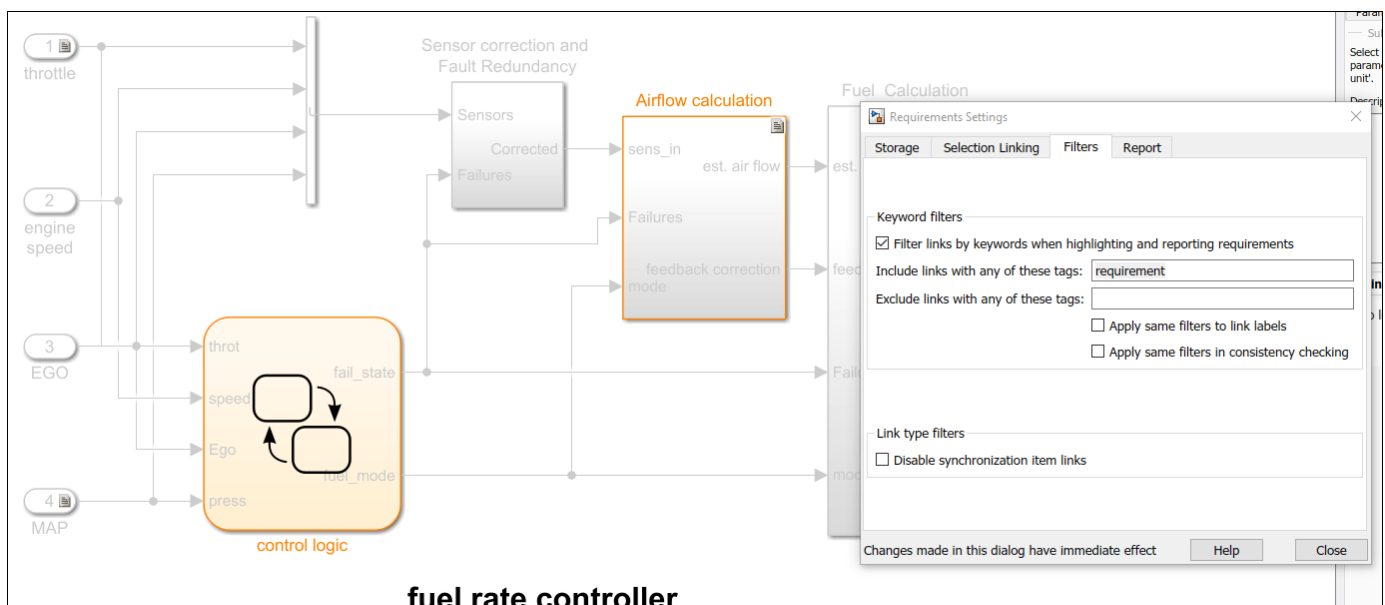 1
throttle
2
engine
speed
3
EGO
4
MAP
Sensor correction and
Fault Redundancy
Sensors
Corrected
Failures
Airflow calculation
sens_in
est. air flow
Failures
feedback correction
mode
Fuel Calculation
est.
throt
fail_state
speed
Ego
fuel_mode
press
control logic
fuel rate controller
Select
unit'.
Requirements Settings
Storage
Selection Linking
Filters
Report
Keyword filters
Filter links by keywords when highlighting and reporting requirements
Include links with any of these tags: requirement
Exclude links with any of these tags:
Apply same filters to link labels
Apply same filters in consistency checking
Link type filters
Disable synchronization item links
Changes made in this dialog have immediate effect
Help
Close